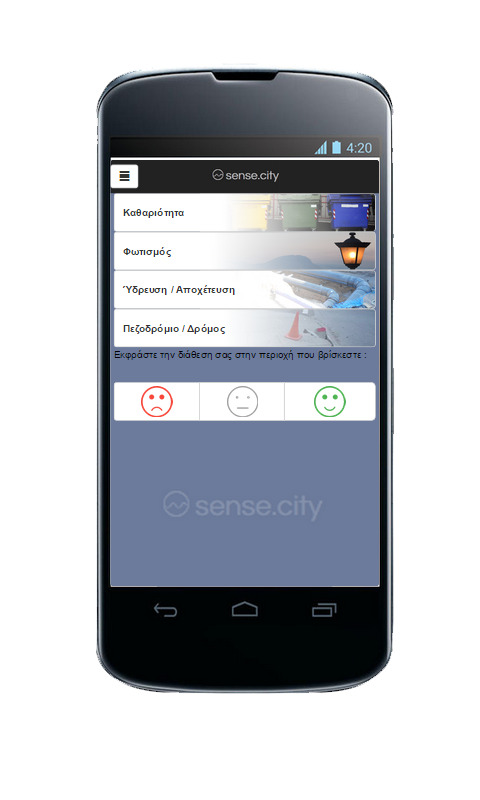 4:20
sense.city
Καθαριότητα
Φωτισμός
Ύδρευση / Αποχέτευση
Πεζοδρόμιο / Δρόμος
Εκφράστε την διάθεση σας στην περιοχή που βρίσκεστε :
sense.city